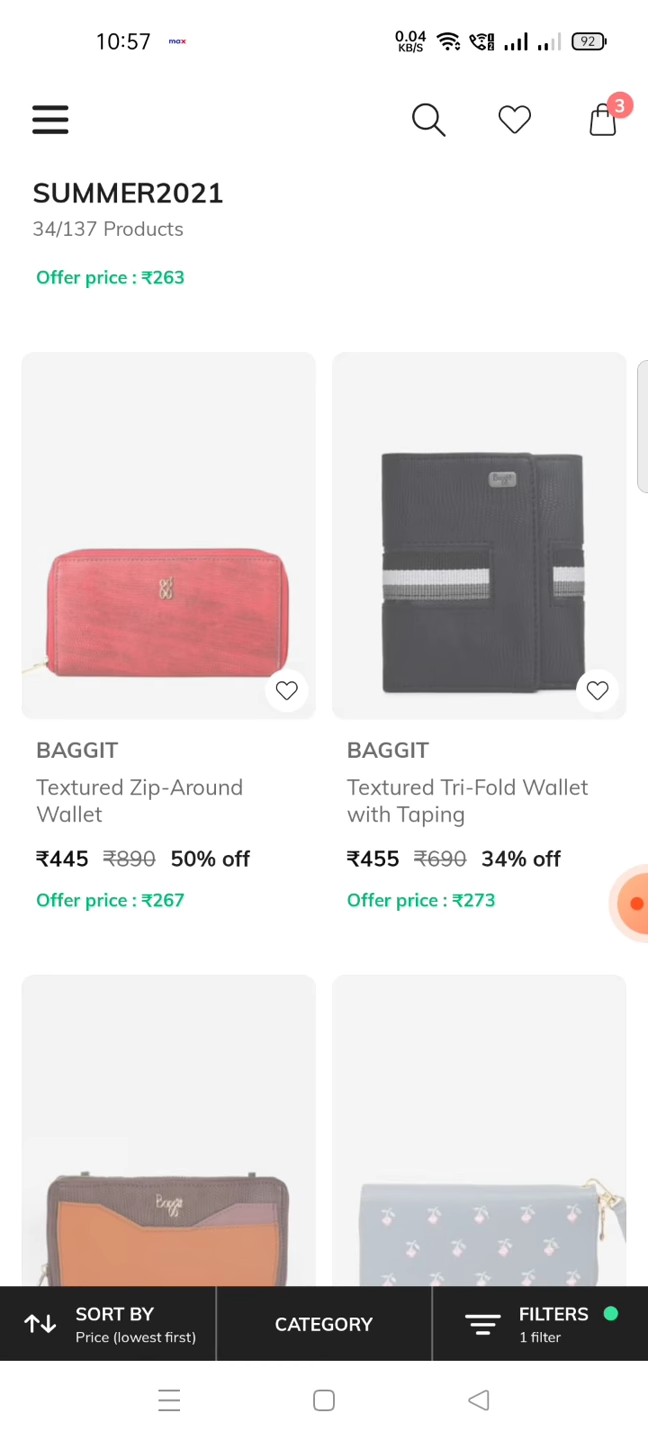 10:57
max
0.04
KB/S
92
3
SUMMER2021
34/137 Products
Offer price : ₹263
Baggit
BAGGIT
BAGGIT
Textured Zip-Around
Wallet
Textured Tri-Fold Wallet
with Taping
₹445 ₹890 50% off
₹455 ₹690 34% off
Offer price : ₹267
Offer price : ₹273
SORT BY
Price (lowest first)
CATEGORY
FILTERS
1 filter